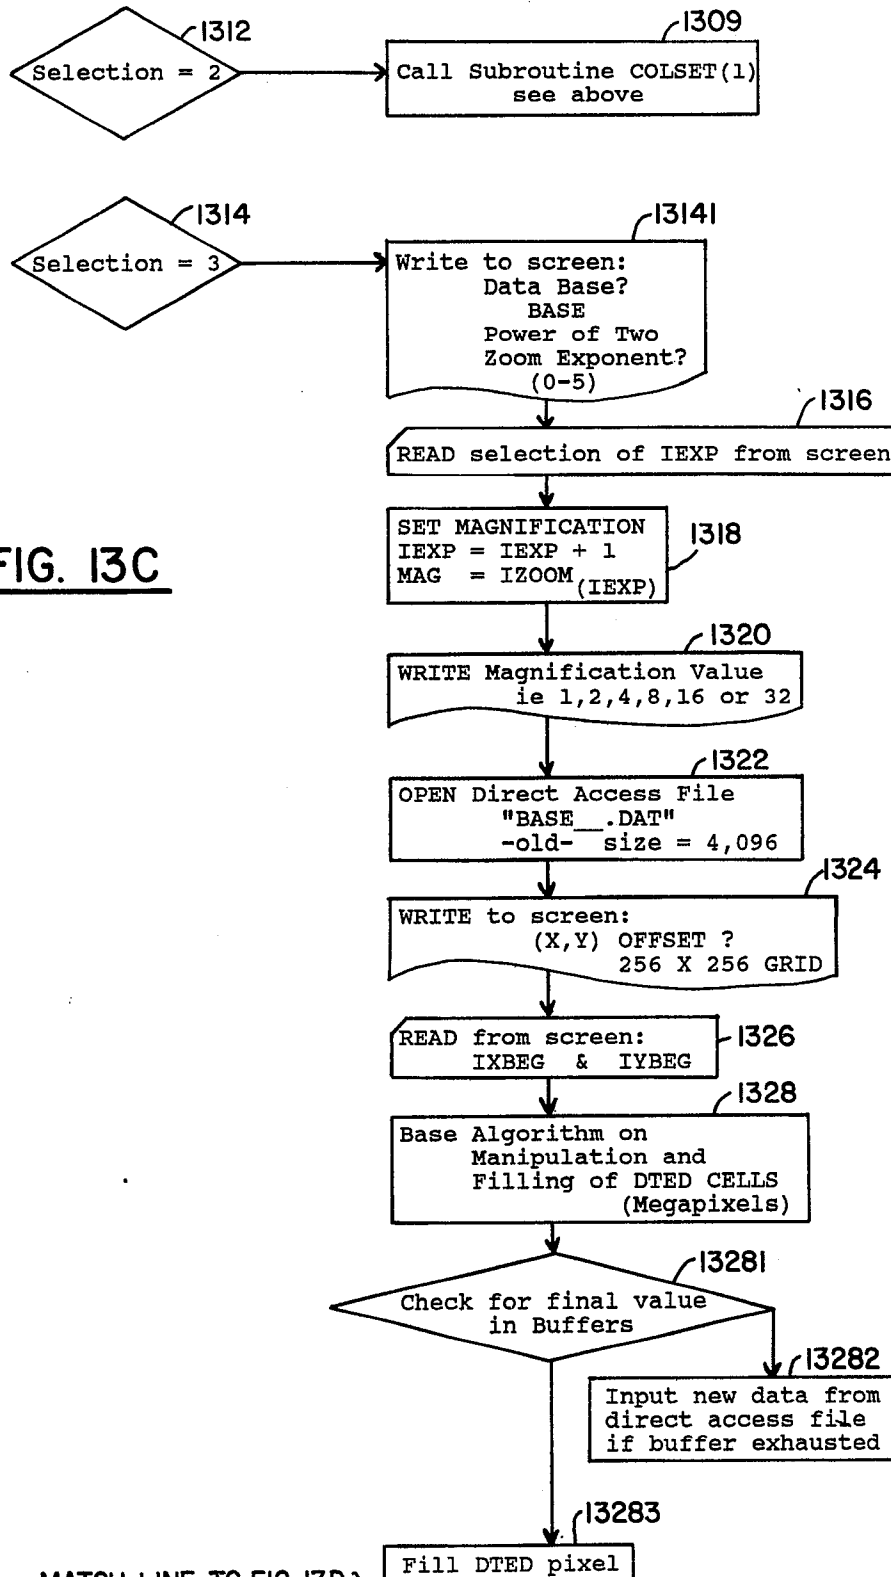 1312
Selection = 2
1309
Call Subroutine COLSET(1)
see above
1314
Selection = 3
13141
Write to screen:
Data Base?
BASE
Power of Two
Zoom Exponent?
(0-5)
1316
READ selection of IEXP from screen
FIG. 13C
SET MAGNIFICATION
IEXP = IEXP + 1
MAG = IZOOM(IEXP)
1318
1320
WRITE Magnification Value
ie 1,2,4,8,16 or 32
1322
OPEN Direct Access File
"BASE__.DAT"
-old- size = 4,096
1324
WRITE to screen:
(X,Y) OFFSET ?
256 X 256 GRID
READ from screen:
IXBEG & IYBEG
1326
1328
Base Algorithm on
Manipulation and
Filling of DTED CELLS
(Megapixels)
13281
Check for final value
in Buffers
13282
Input new data from
direct access file
if buffer exhausted
13283
Fill DTED pixel
MATCH LINE TO FIG. 13D